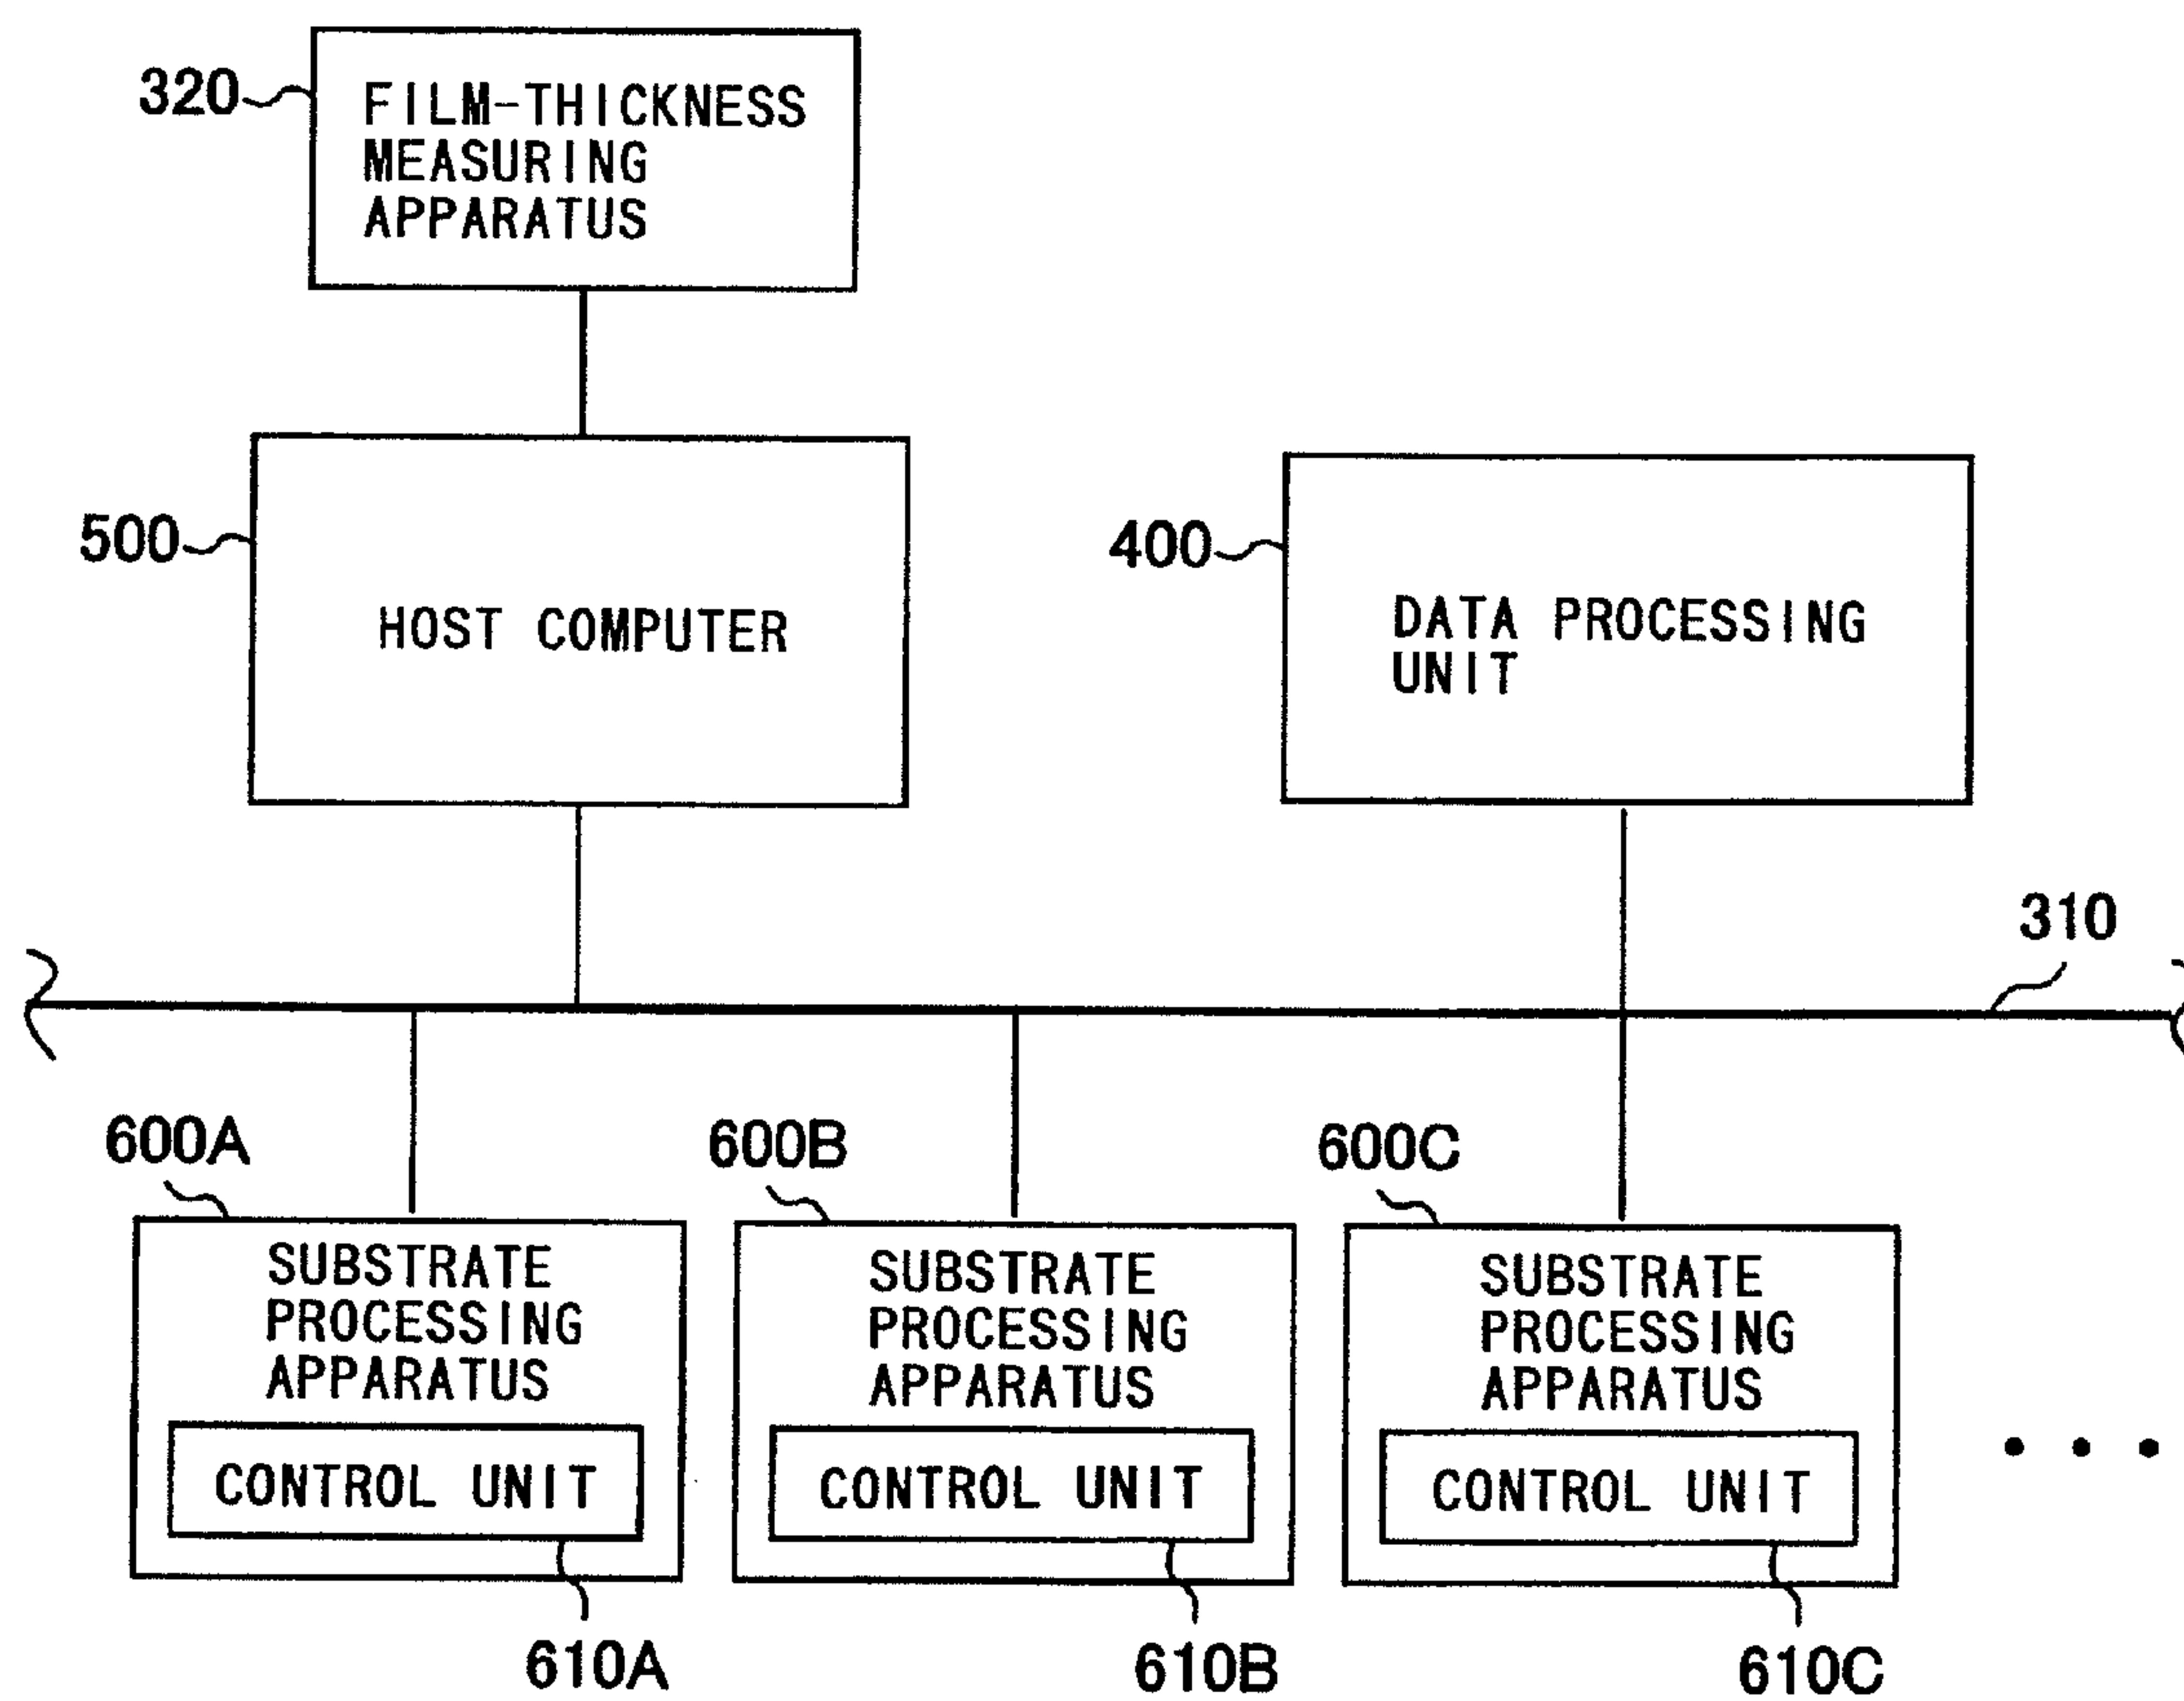 320
FILM-THICKNESS
MEASURING
APPARATUS
500
HOST COMPUTER
400
DATA PROCESSING
UNIT
310
600A
SUBSTRATE
PROCESSING
APPARATUS
CONTROL UNIT
610A
600B
SUBSTRATE
PROCESSING
APPARATUS
CONTROL UNIT
610B
600C
SUBSTRATE
PROCESSING
APPARATUS
CONTROL UNIT
610C